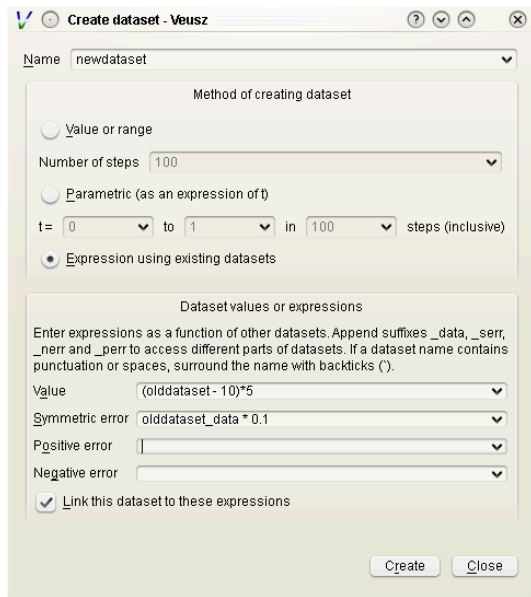 Create dataset - Veusz
Name newdataset
Method of creating dataset
Value or range
Number of steps 100
Parametric (as an expression of t)
t = 0 to 1 in 100 steps (inclusive)
Expression using existing datasets
Dataset values or expressions
Enter expressions as a function of other datasets. Append suffixes _data, _serr,
_nerr and _perr to access different parts of datasets. If a dataset name contains
punctuation or spaces, surround the name with backticks (`).
Value (olddataset - 10)*5
Symmetric error olddataset_data * 0.1
Positive error
Negative error
Link this dataset to these expressions
Create Close